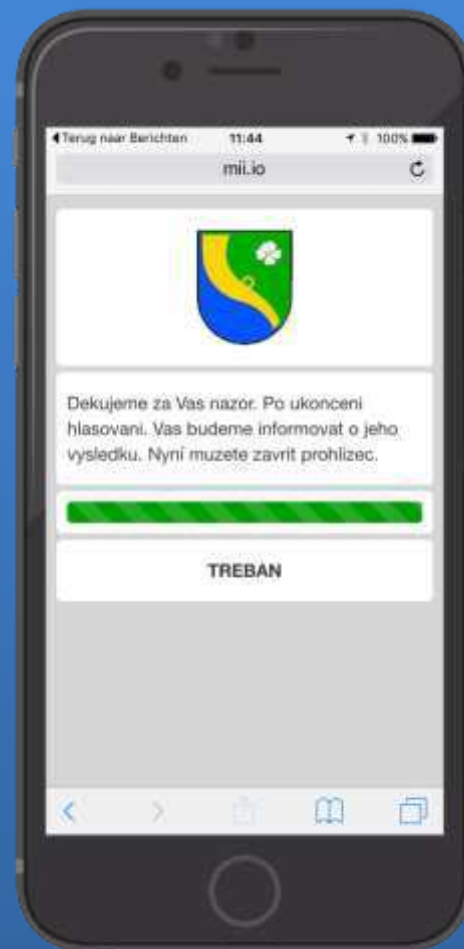 Terug naar Berichten 11:44 100%
mii.io
Dekujeme za Vas nazor. Po ukonceni
hlasovani. Vas budeme informovat o jeho
vysledku. Nyní muzete zavrit prohlizec.
TREBAN